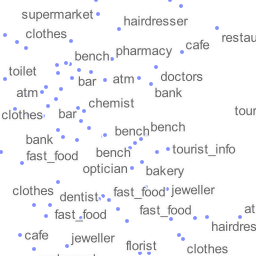 supermarket
hairdresser
clothes
restau
bench
pharmacy
cafe
toilet
bar
atm
doctors
bank
atm
chemist
clothes
bar
tour
bench
bench
bank
fast_food
bench
tourist_info
optician
bakery
clothes
dentist
fast_food
jeweller
fast_food
fast_food
at
hairdres
cafe
jeweller
florist
clothes